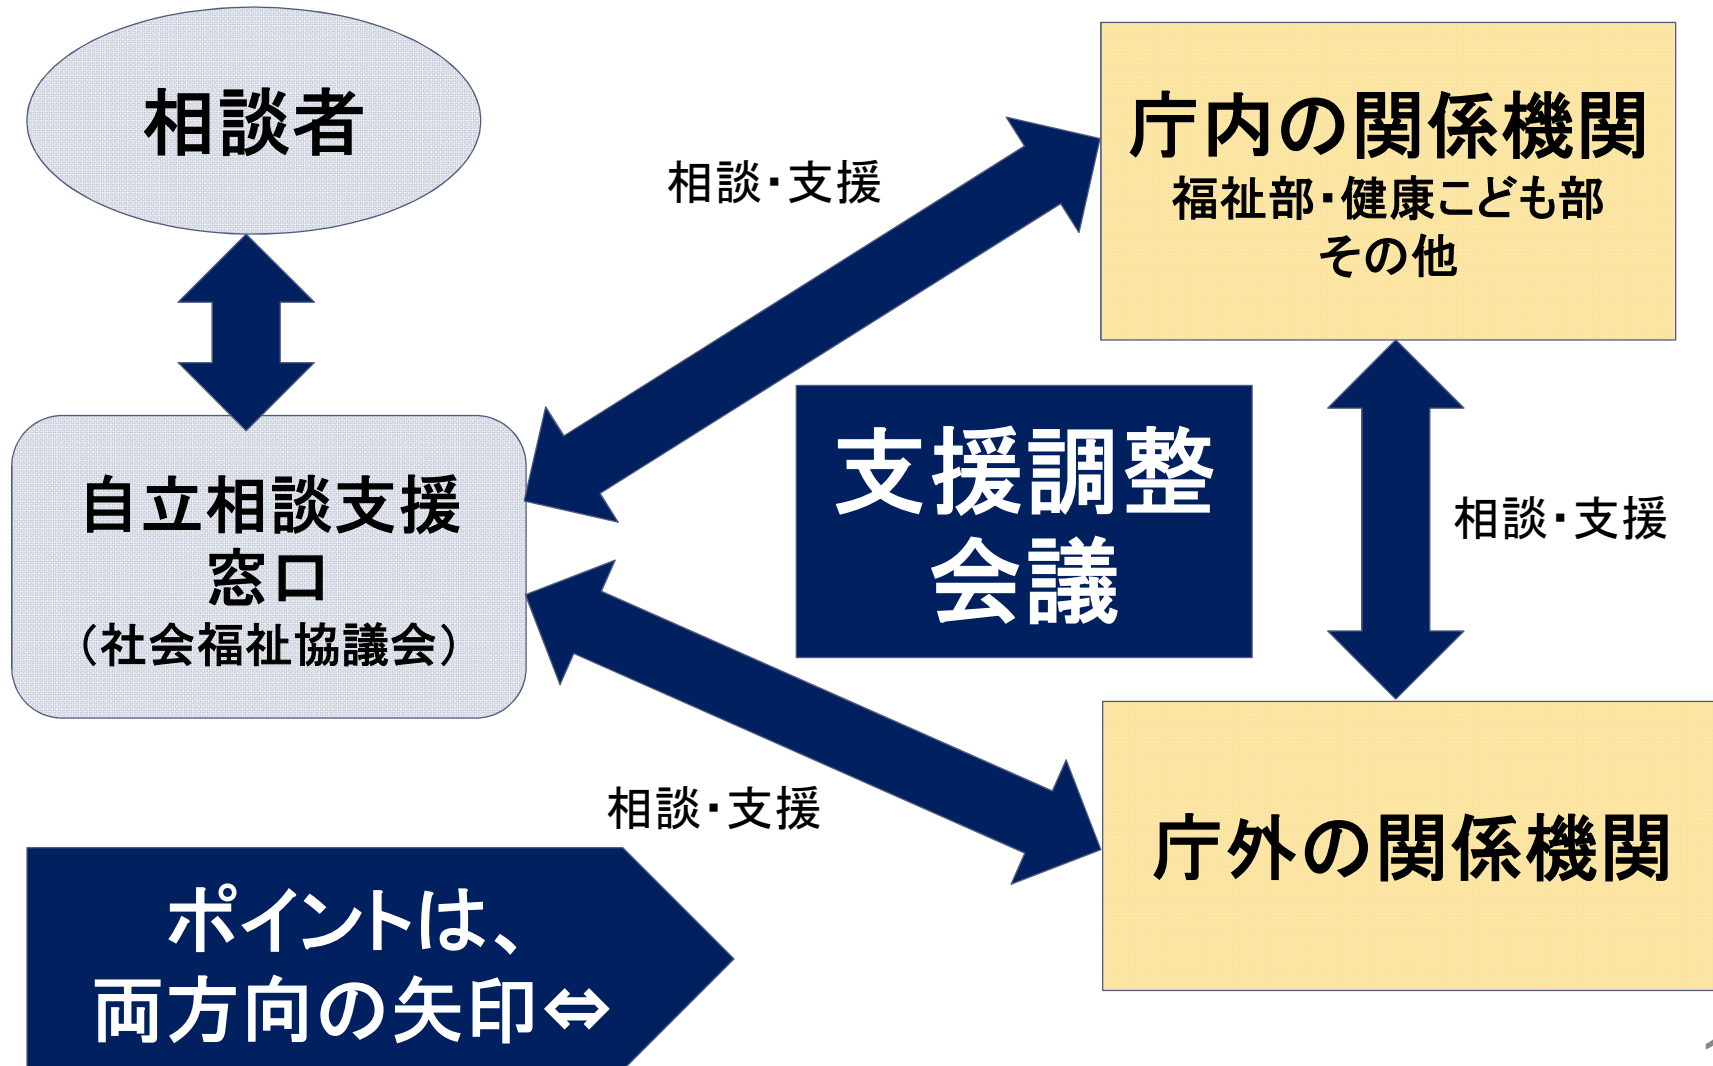 相談者
相談・支援
庁内の関係機関
福祉部・健康こども部
その他
自立相談支援
窓口
（社会福祉協議会）
支援調整
会議
相談・支援
相談・支援
庁外の関係機関
ポイントは、
両方向の矢印⇔